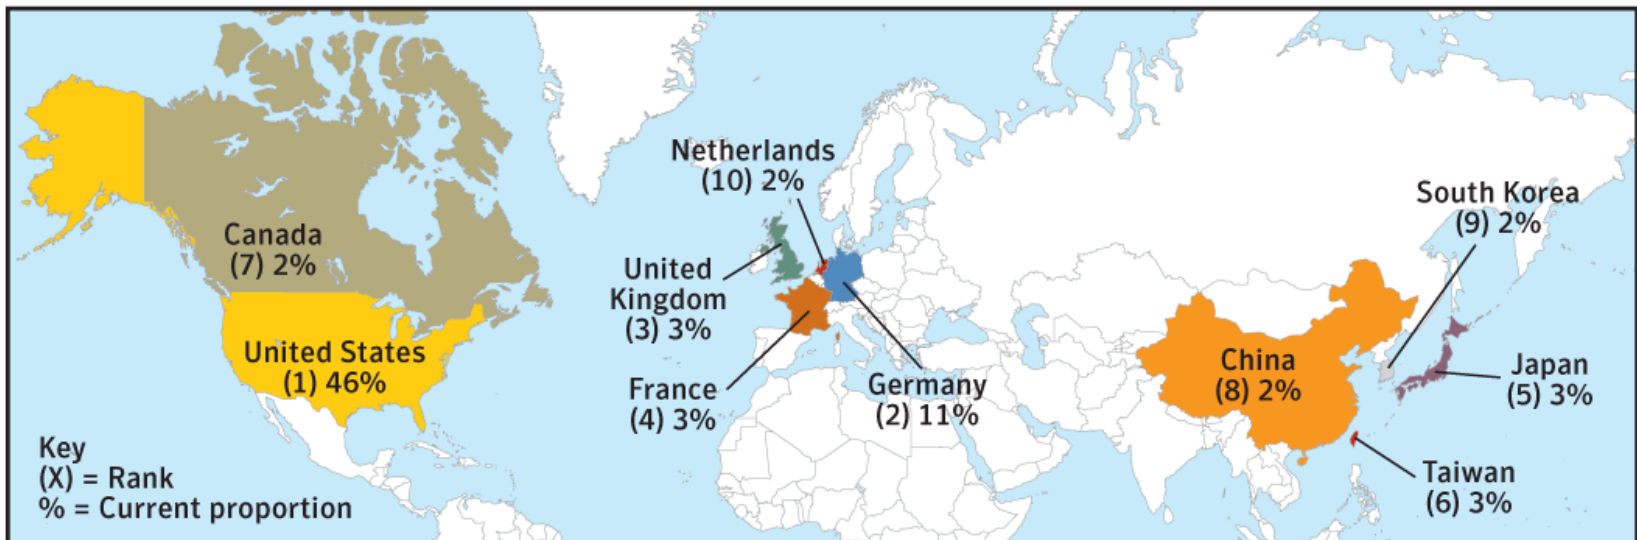 Netherlands
(10) 2%
South Korea
(9) 2%
Canada
(7) 2%
United
Kingdom
(3) 3%
United States
(1) 46%
France
(4) 3%
Germany
(2) 11%
China
(8) 2%
Japan
(5) 3%
Taiwan
(6) 3%
Key
(X) = Rank
% = Current proportion